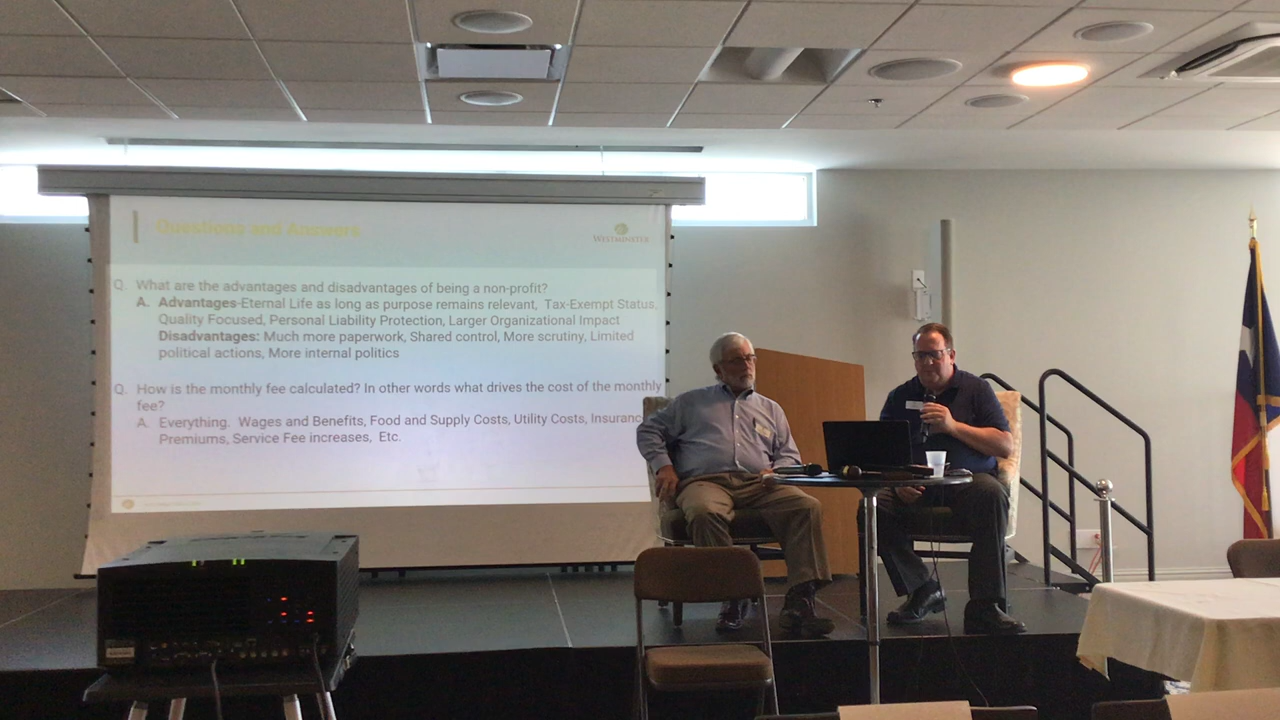 Questions and Answers
WESTMINSTER
Q. What are the advantages and disadvantages of being a non-profit?
A. Advantages-Eternal Life as long as purpose remains relevant, Tax-Exempt Status,
Quality Focused, Personal Liability Protection, Larger Organizational Impact
Disadvantages: Much more paperwork, Shared control, More scrutiny, Limited
political actions, More internal politics
Q. How is the monthly fee calculated? In other words what drives the cost of the monthly
fee?
A. Everything. Wages and Benefits, Food and Supply Costs, Utility Costs, Insuranc
Premiums, Service Fee increases, Etc.